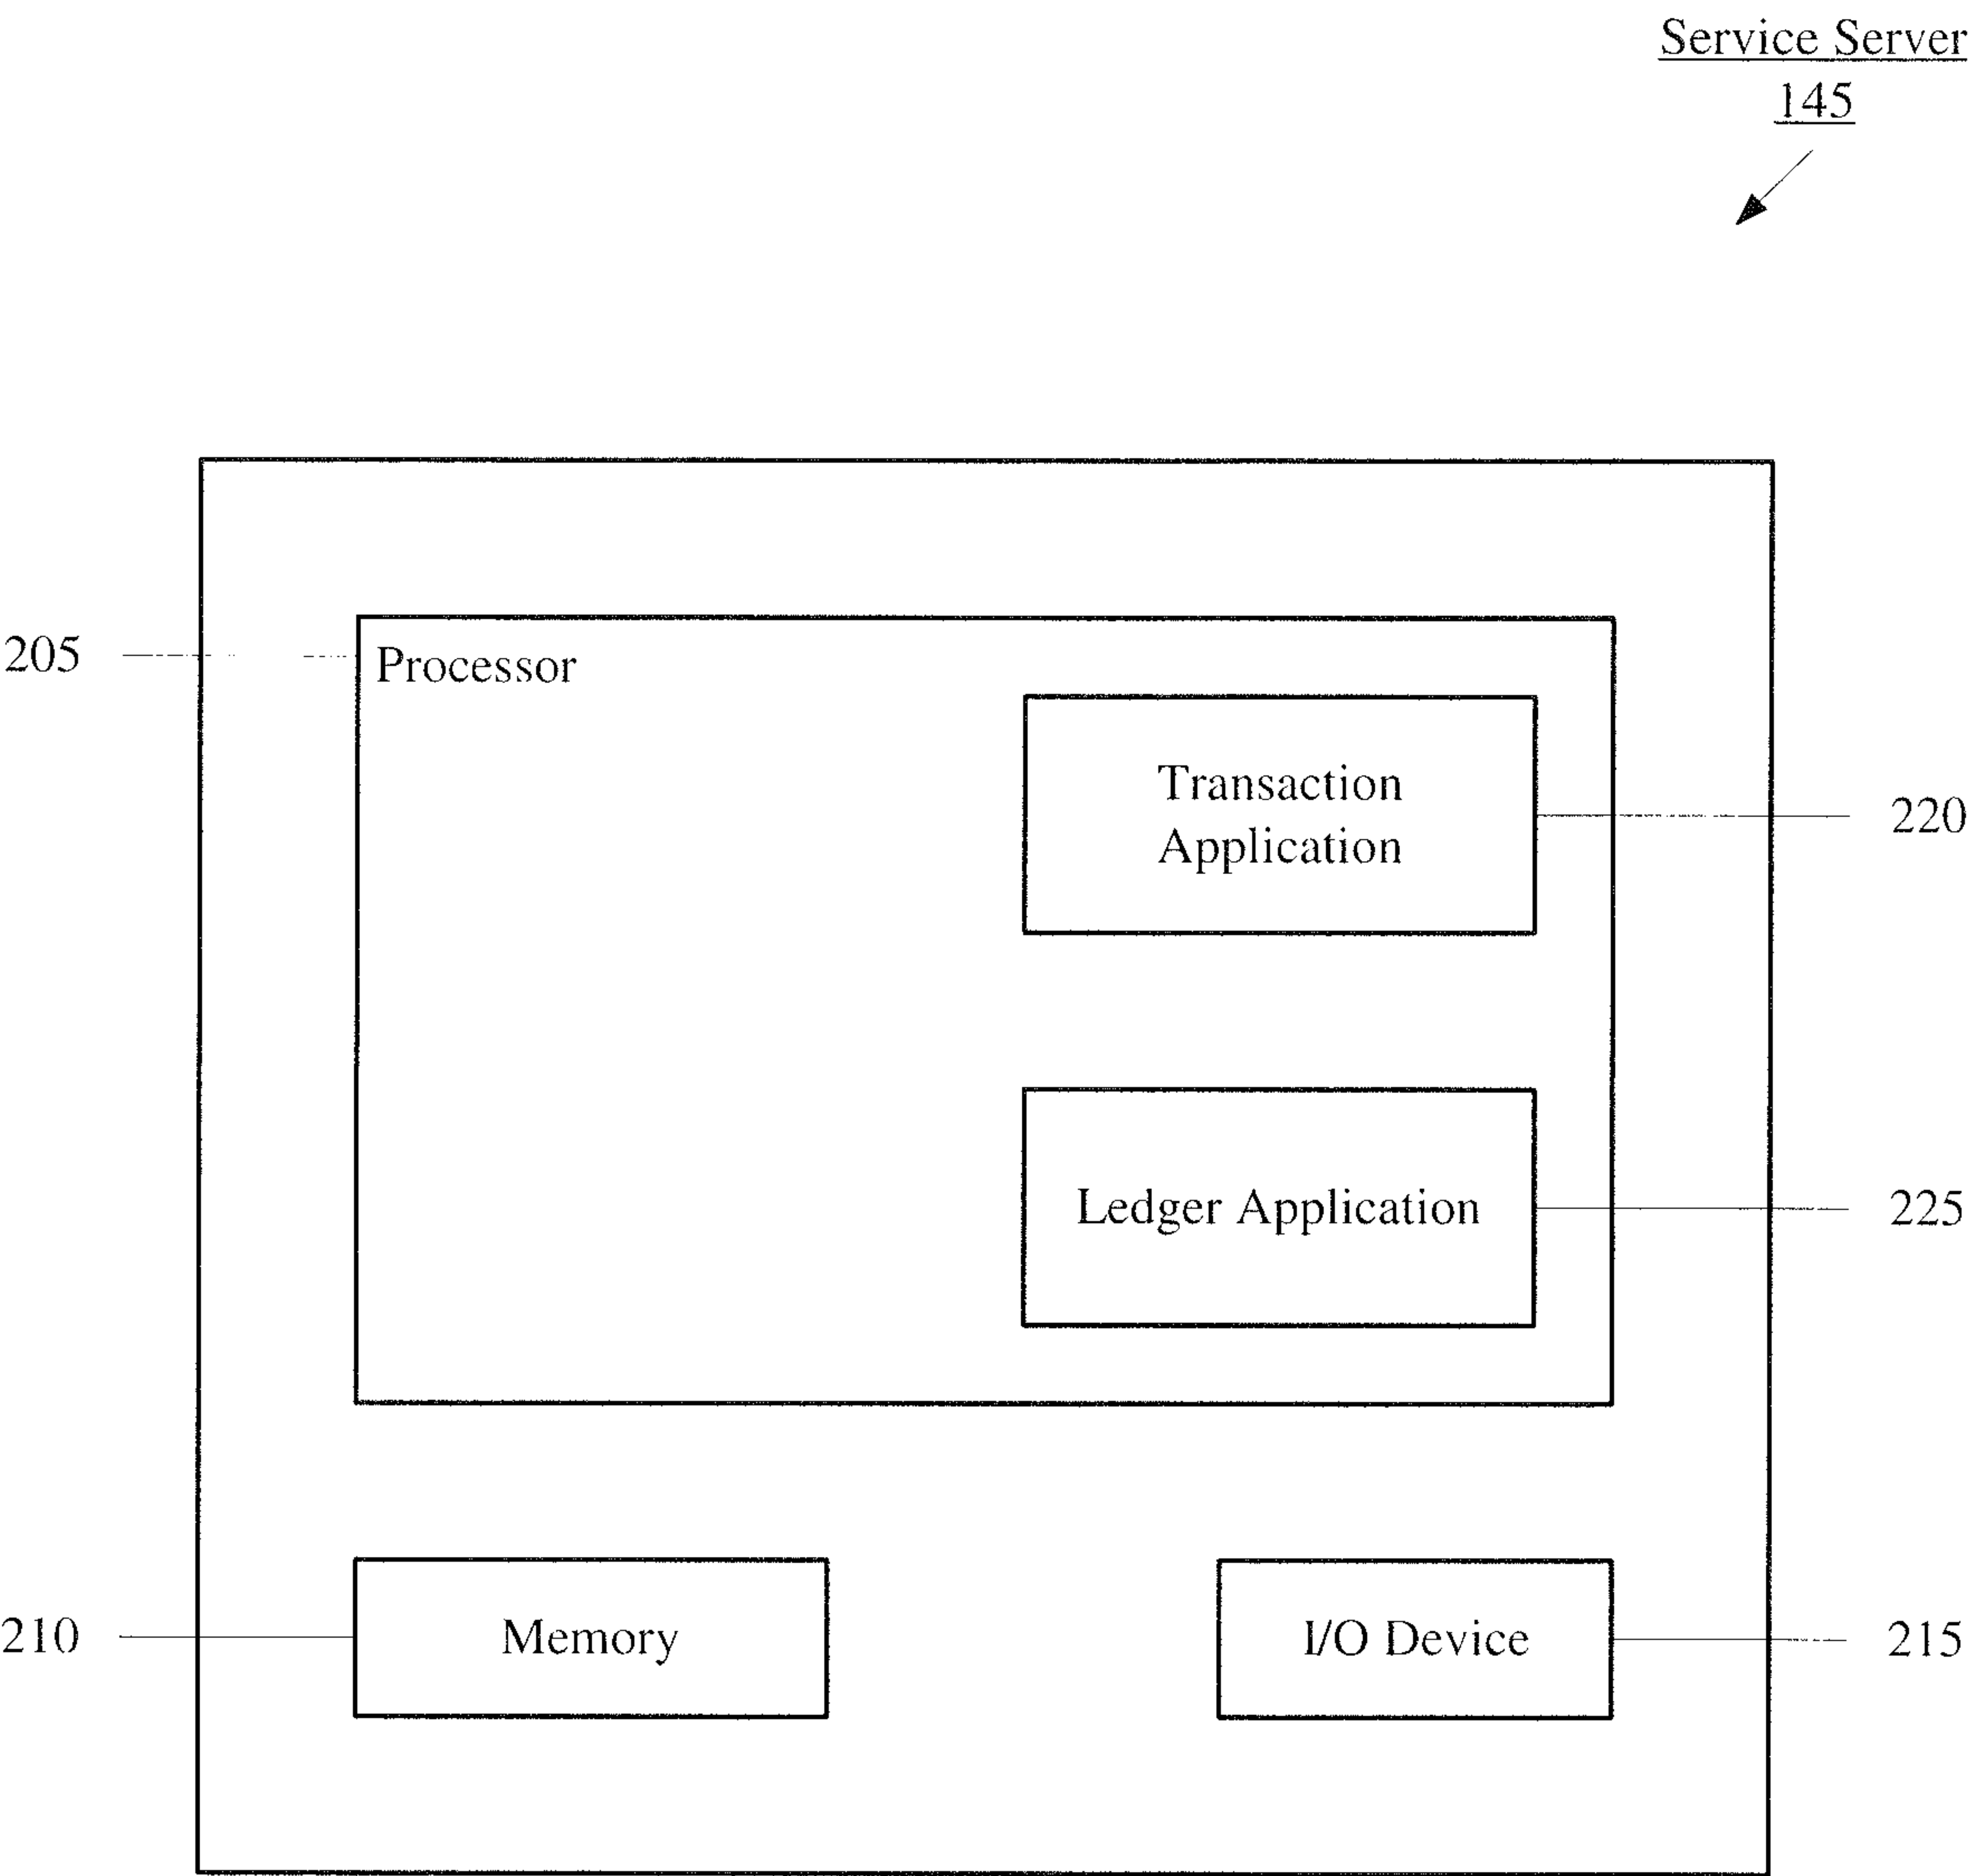 Service Server
145
205
Processor
Transaction
Application
220
Ledger Application
225
210
Memory
I/O Device
215